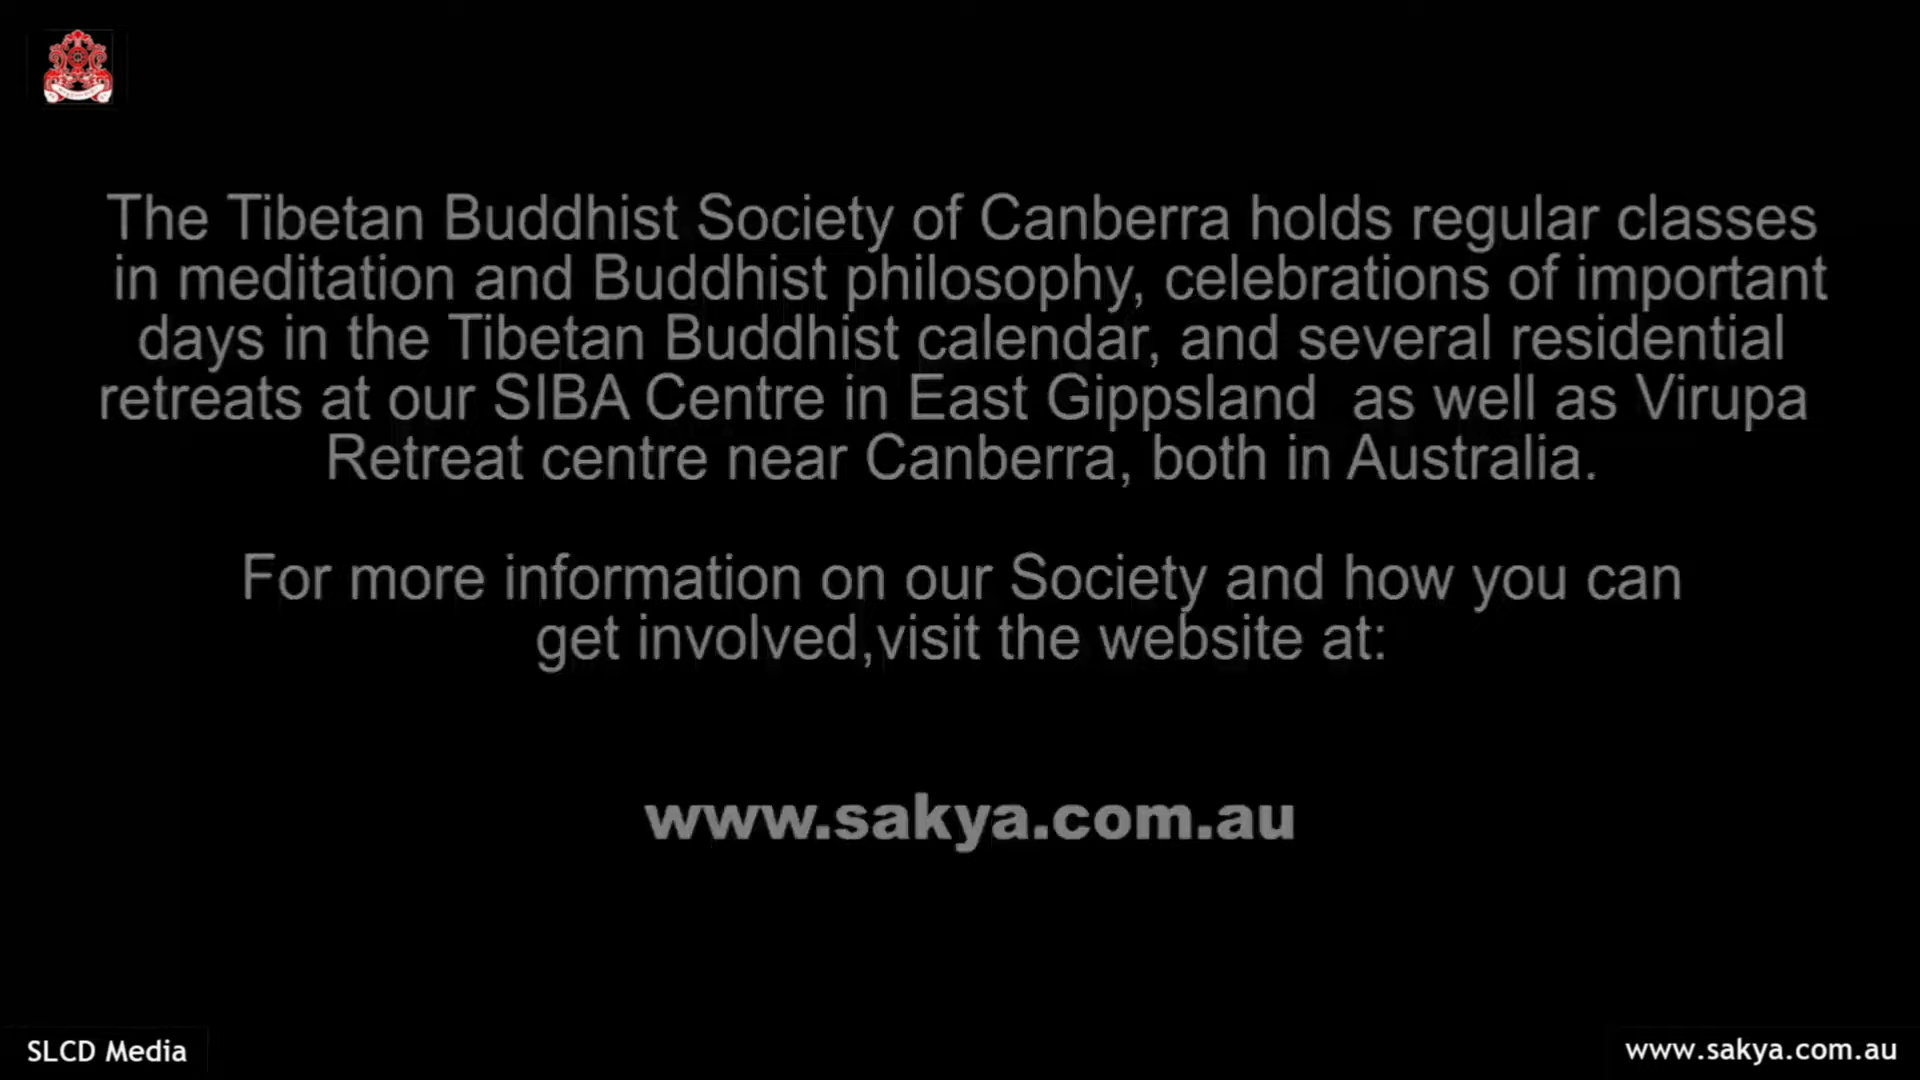 The Tibetan Buddhist Society of Canberra holds regular classes
in meditation and Buddhist philosophy, celebrations of important
days in the Tibetan Buddhist calendar, and several residential
retreats at our SIBA Centre in East Gippsland  as well as Virupa
Retreat centre near Canberra, both in Australia.
For more information on our Society and how you can
get involved,visit the website at:
www.sakya.com.au
SLCD Media
www.sakya.com.au